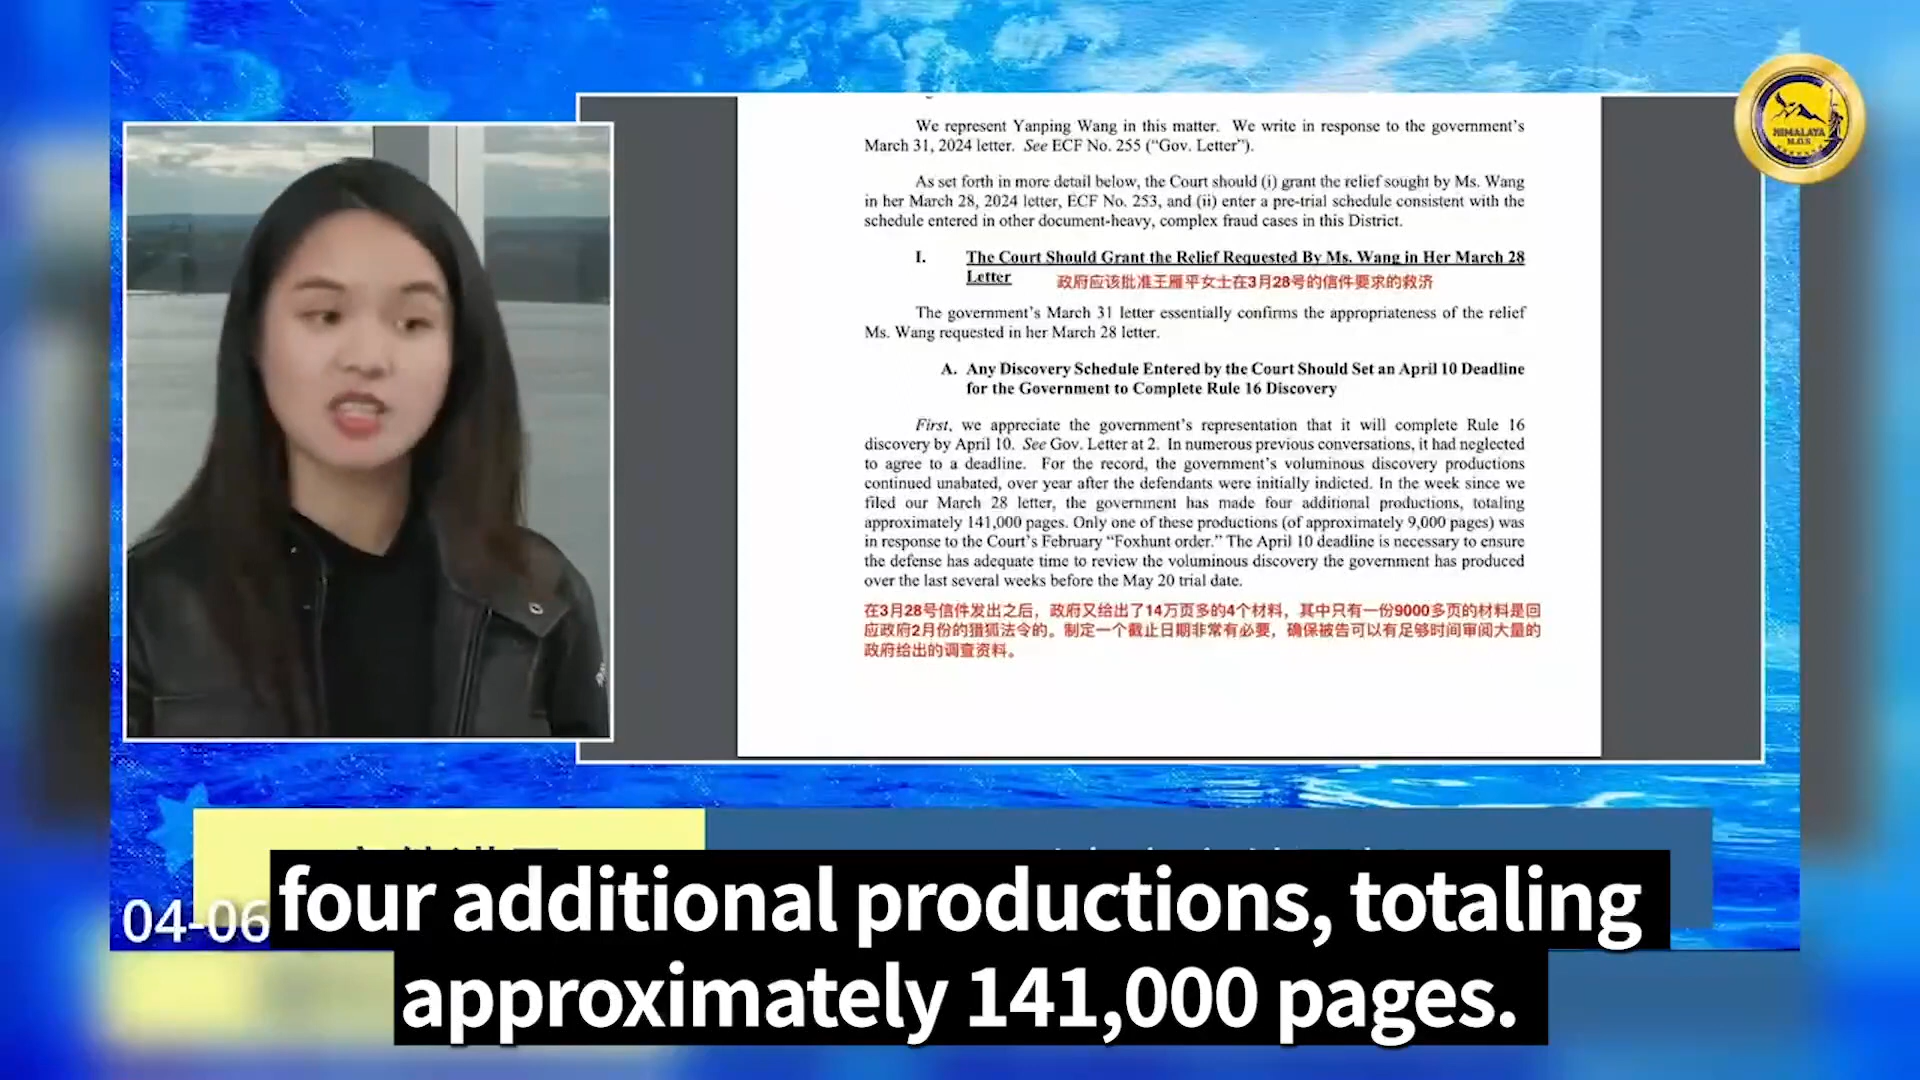 We represent Yanping Wang in this matter. We write in response to the government's
March 31, 2024 letter. See ECF No. 255 ("Gov. Letter").
As set forth in more detail below, the Court should (i) grant the relief sought by Ms. Wang
in her March 28, 2024 letter, ECF No. 253, and (ii) enter a pre-trial schedule consistent with the
schedule entered in other document-heavy, complex fraud cases in this District.
I. The Court Should Grant the Relief Requested By Ms. Wang in Her March 28
Letter
政府应该批准王雁平女士在3月28号的信件要求的救济
The government's March 31 letter essentially confirms the appropriateness of the relief
Ms. Wang requested in her March 28 letter.
A. Any Discovery Schedule Entered by the Court Should Set an April 10 Deadline
for the Government to Complete Rule 16 Discovery
First, we appreciate the government's representation that it will complete Rule 16
discovery by April 10. See Gov. Letter at 2. In numerous previous conversations, it had neglected
to agree to a deadline. For the record, the government's voluminous discovery productions
continued unabated, over year after the defendants were initially indicted. In the week since we
filed our March 28 letter, the government has made four additional productions, totaling
approximately 141,000 pages. Only one of these productions (of approximately 9,000 pages) was
in response to the Court's February "Foxhunt order." The April 10 deadline is necessary to ensure
the defense has adequate time to review the voluminous discovery the government has produced
over the last several weeks before the May 20 trial date.
在3月28号信件发出之后，政府又给出了14万页多的4个材料，其中只有一份9000多页的材料是回
应政府2月份的猎狐法令的。制定一个截止日期非常有必要，确保被告可以有足够时间审阅大量的
政府给出的调查资料。
HIMALAYA
04-06
four additional productions, totaling
approximately 141,000 pages.